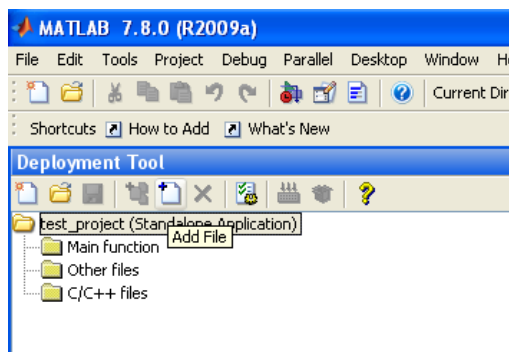 MATLAB 7.8.0 (R2009a)
File Edit Tools Project Debug Parallel Desktop Window
Current Dir
Shortcuts How to Add What's New
Deployment Tool
test_project (Standalone Application)
Add File
Main function
Other files
C/C++ files